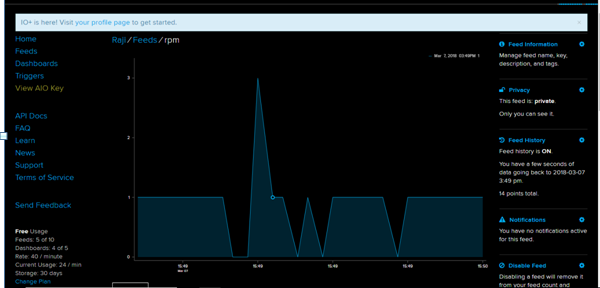 IO+ is here! Visit your profile page to get started.
×
Home
Feeds
Dashboards
Triggers
View AIO Key
API Docs
FAQ
Learn
News
Support
Terms of Service
Send Feedback
Free Usage
Feeds: 5 of 10
Dashboards: 4 of 5
Rate: 40 / minute
Current Usage: 24 / min
Storage: 30 days
Change Plan
Raji / Feeds / rpm
Mar 7, 2018 03:49PM 1
3
2
1
0
15:49
Mar 07
15:49
15:49
15:49
15:50
Feed Information
Manage feed name, key,
description, and tags.
Privacy
This feed is: private.
Only you can see it.
Feed History
Feed history is ON.
You have a few seconds of
data going back to 2018-03-07
3:49 pm.
14 points total.
Notifications
You have no notifications active
for this feed.
Disable Feed
Disabling a feed will remove it
from your feed count and